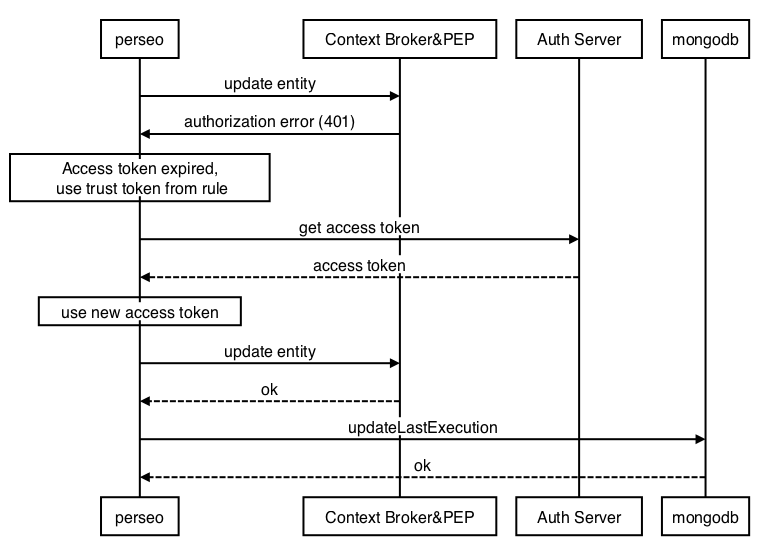 perseo
Context Broker&PEP
Auth Server
mongodb
update entity
authorization error (401)
Access token expired,
use trust token from rule
get access token
access token
use new access token
update entity
ok
updateLastExecution
ok
perseo
Context Broker&PEP
Auth Server
mongodb